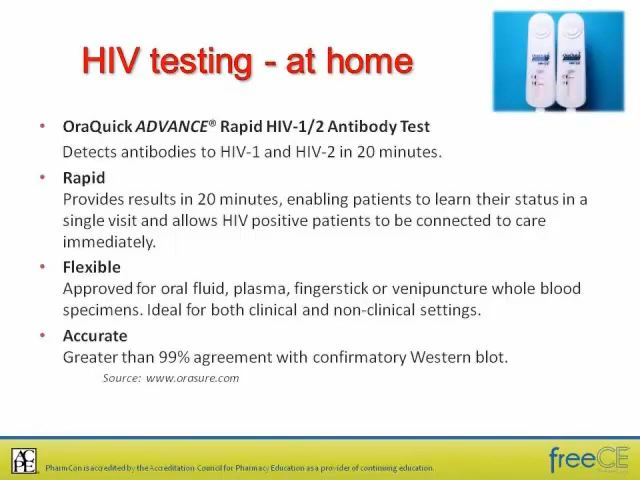 HIV testing - at home
• OraQuick ADVANCE® Rapid HIV-1/2 Antibody Test
Detects antibodies to HIV-1 and HIV-2 in 20 minutes.
• Rapid
Provides results in 20 minutes, enabling patients to learn their status in a
single visit and allows HIV positive patients to be connected to care
immediately.
• Flexible
Approved for oral fluid, plasma, fingerstick or venipuncture whole blood
specimens. Ideal for both clinical and non-clinical settings.
• Accurate
Greater than 99% agreement with confirmatory Western blot.
Source: www.orasure.com
ACPE
PharmCon is accredited by the Accreditation Council for Pharmacy Education as a provider of continuing education.
freeCE